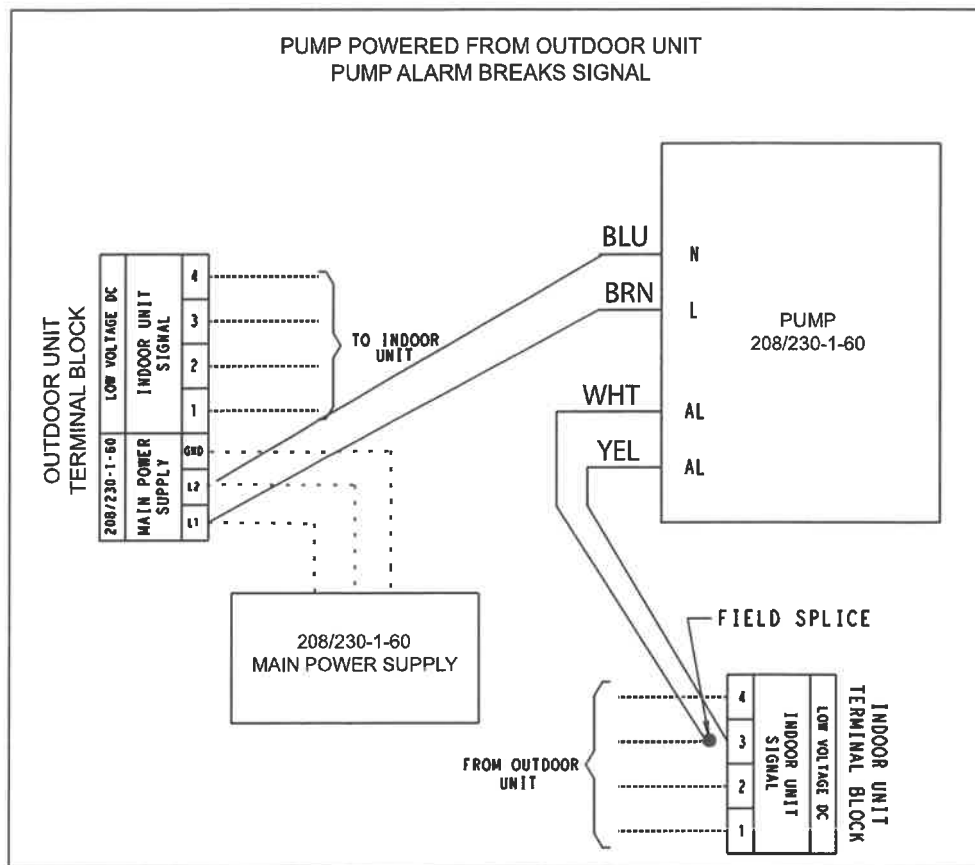 PUMP POWERED FROM OUTDOOR UNIT
PUMP ALARM BREAKS SIGNAL
OUTDOOR UNIT
TERMINAL BLOCK
LOW VOLTAGE DC
INDOOR UNIT
SIGNAL
4
3
2
1
208/230-1-60
MAIN POWER
SUPPLY
GND
L2
L1
TO INDOOR
UNIT
BLU
BRN
WHT
YEL
N
L
AL
AL
PUMP
208/230-1-60
208/230-1-60
MAIN POWER SUPPLY
FIELD SPLICE
FROM OUTDOOR
UNIT
4
3
2
1
INDOOR UNIT
SIGNAL
LOW VOLTAGE DC
INDOOR UNIT
TERMINAL BLOCK